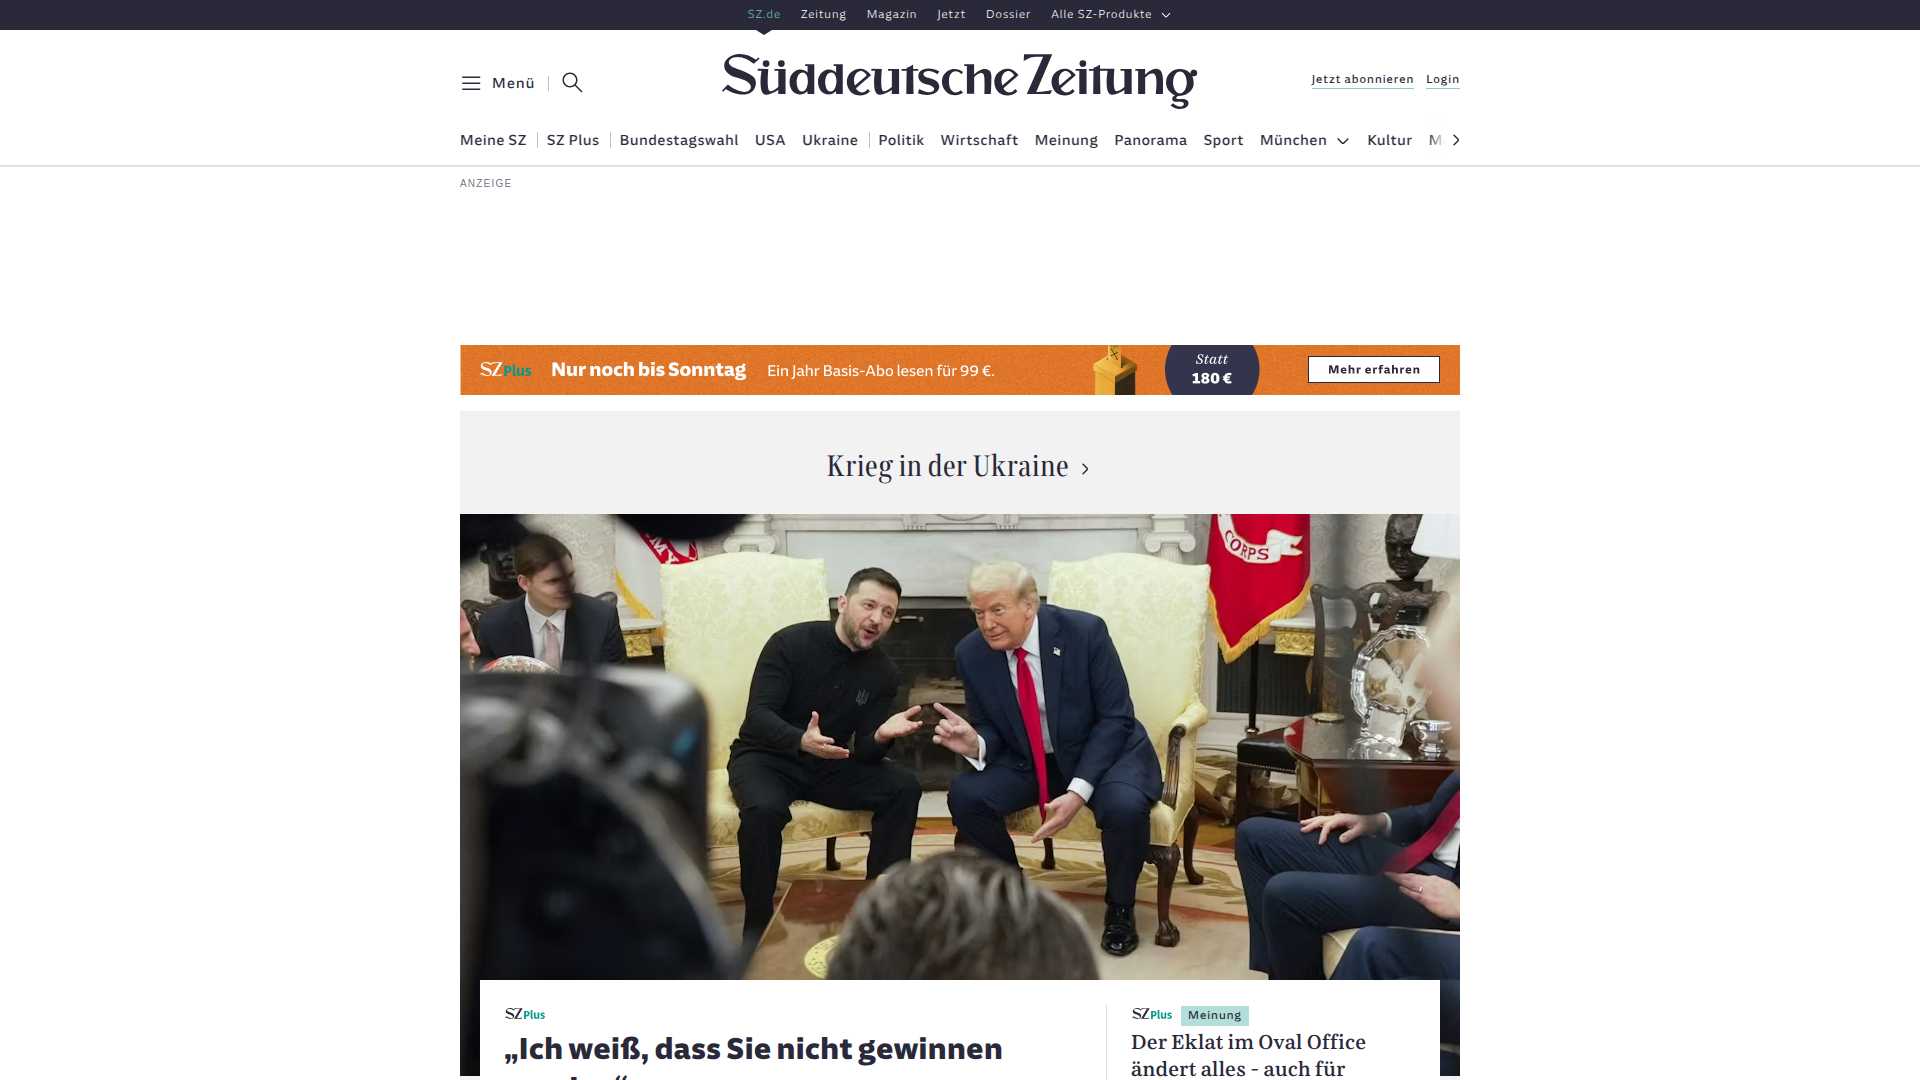 SZ.de Zeitung Magazin Jetzt Dossier Alle SZ-Produkte
Menü
Süddeutsche Zeitung
Jetzt abonnieren Login
Meine SZ SZ Plus Bundestagswahl USA Ukraine Politik Wirtschaft Meinung Panorama Sport München Kultur M
ANZEIGE
SZ Plus Nur noch bis Sonntag Ein Jahr Basis-Abo lesen für 99 €.
Statt
180 €
Mehr erfahren
Krieg in der Ukraine
CORPS
SZ Plus
„Ich weiß, dass Sie nicht gewinnen
SZ Plus Meinung
Der Eklat im Oval Office
ändert alles - auch für